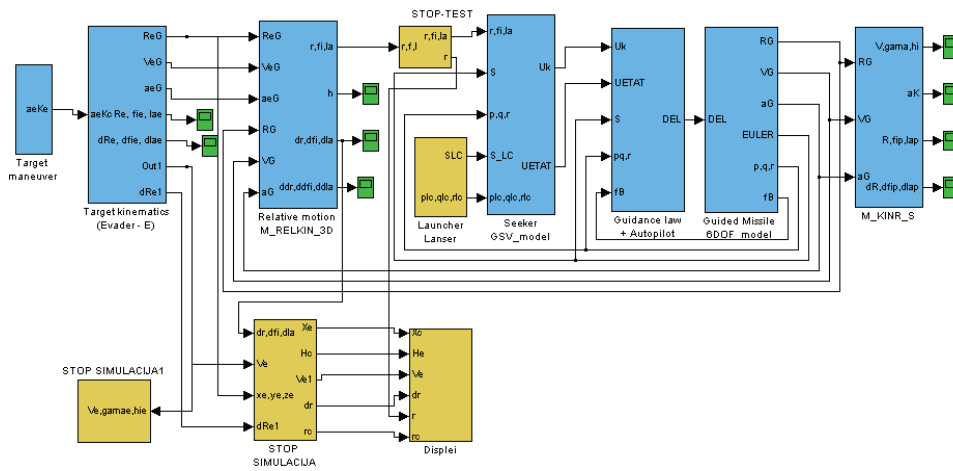 aeKe
Target
maneuver
ReG
VeG
aeG
aeKc
Re, fie, lae
dRe, dfie, dlae
Out1
dRe1
Target kinematics
(Evader - E)
ReG
VeG
aeG
RG
VG
aG
r,fi,la
h
dr,dfi,dla
ddr,ddfi,ddla
Relative motion
M_RELKIN_3D
STOP-TEST
r,f,l
r,fi,la
r
SLC
plc,qlc,rlc
Launcher
Lanser
r,fi,la
S
p,q,r
S_LC
plc,qlc,rlc
Uk
UETAT
Seeker
GSV_model
Uk
UETAT
S
pq,r
fB
DEL
Guidance law
+ Autopilot
DEL
RG
VG
aG
EULER
p,q,r
fB
Guided Missile
6DOF_model
RG
VG
aG
V,gama,hi
aK
R,fip,lap
dR,dfip,dlap
M_KINR_S
STOP SIMULACIJA1
Ve,gamae,hie
dr,dfi,dla
Ve
xe,ye,ze
dRe1
Xe
Hc
Ve1
dr
rc
STOP
SIMULACIJA
Xc
He
Ve
dr
r
rc
Displei